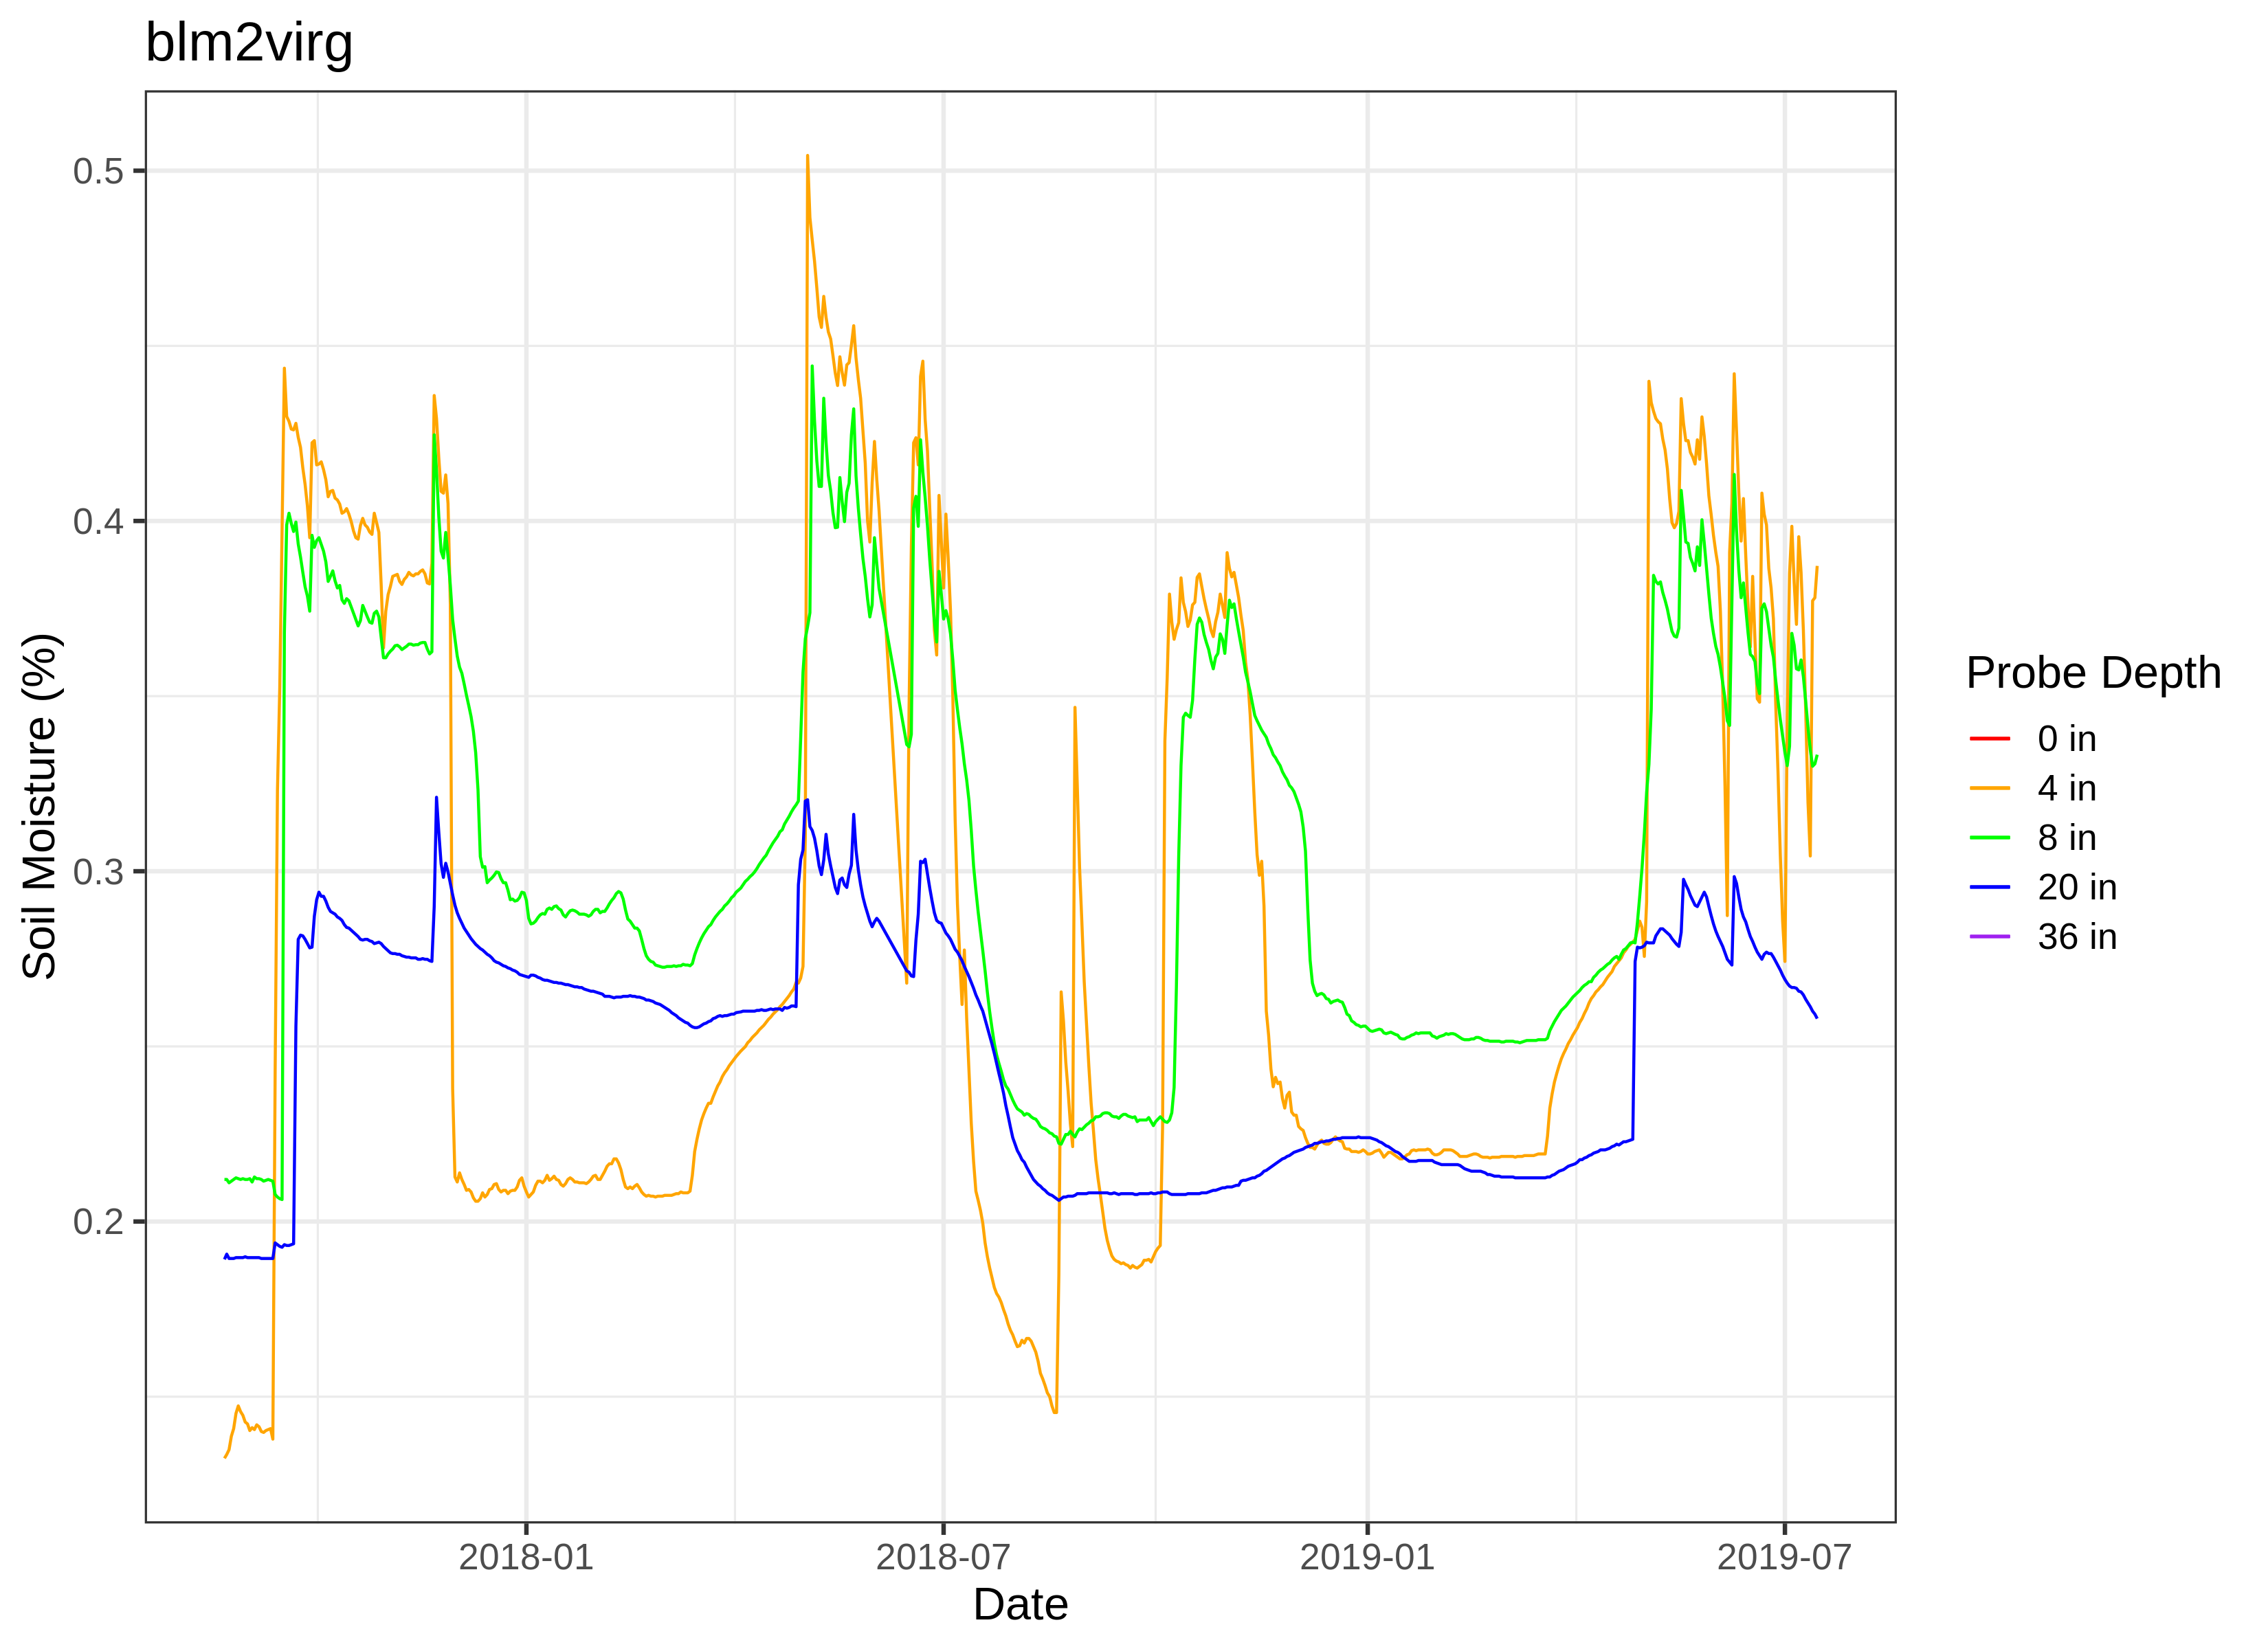 blm2virg
0.5
0.4
0.3
0.2
Soil Moisture (%)
2018-01
2018-07
2019-01
2019-07
Date
Probe Depth
0 in
4 in
8 in
20 in
36 in